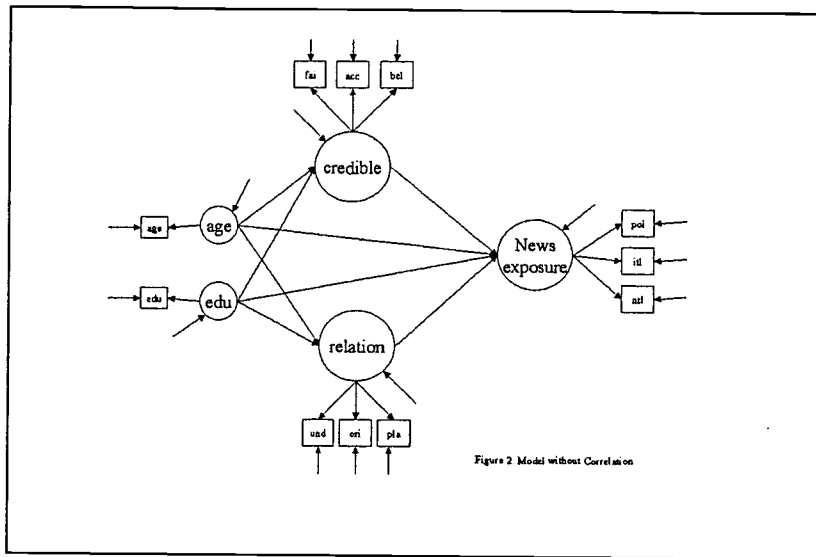 fai acc bel
credible
age age
edu edu
News
exposure
poi
itl
relation
und ori pla
Figure 2. Model without Correlation